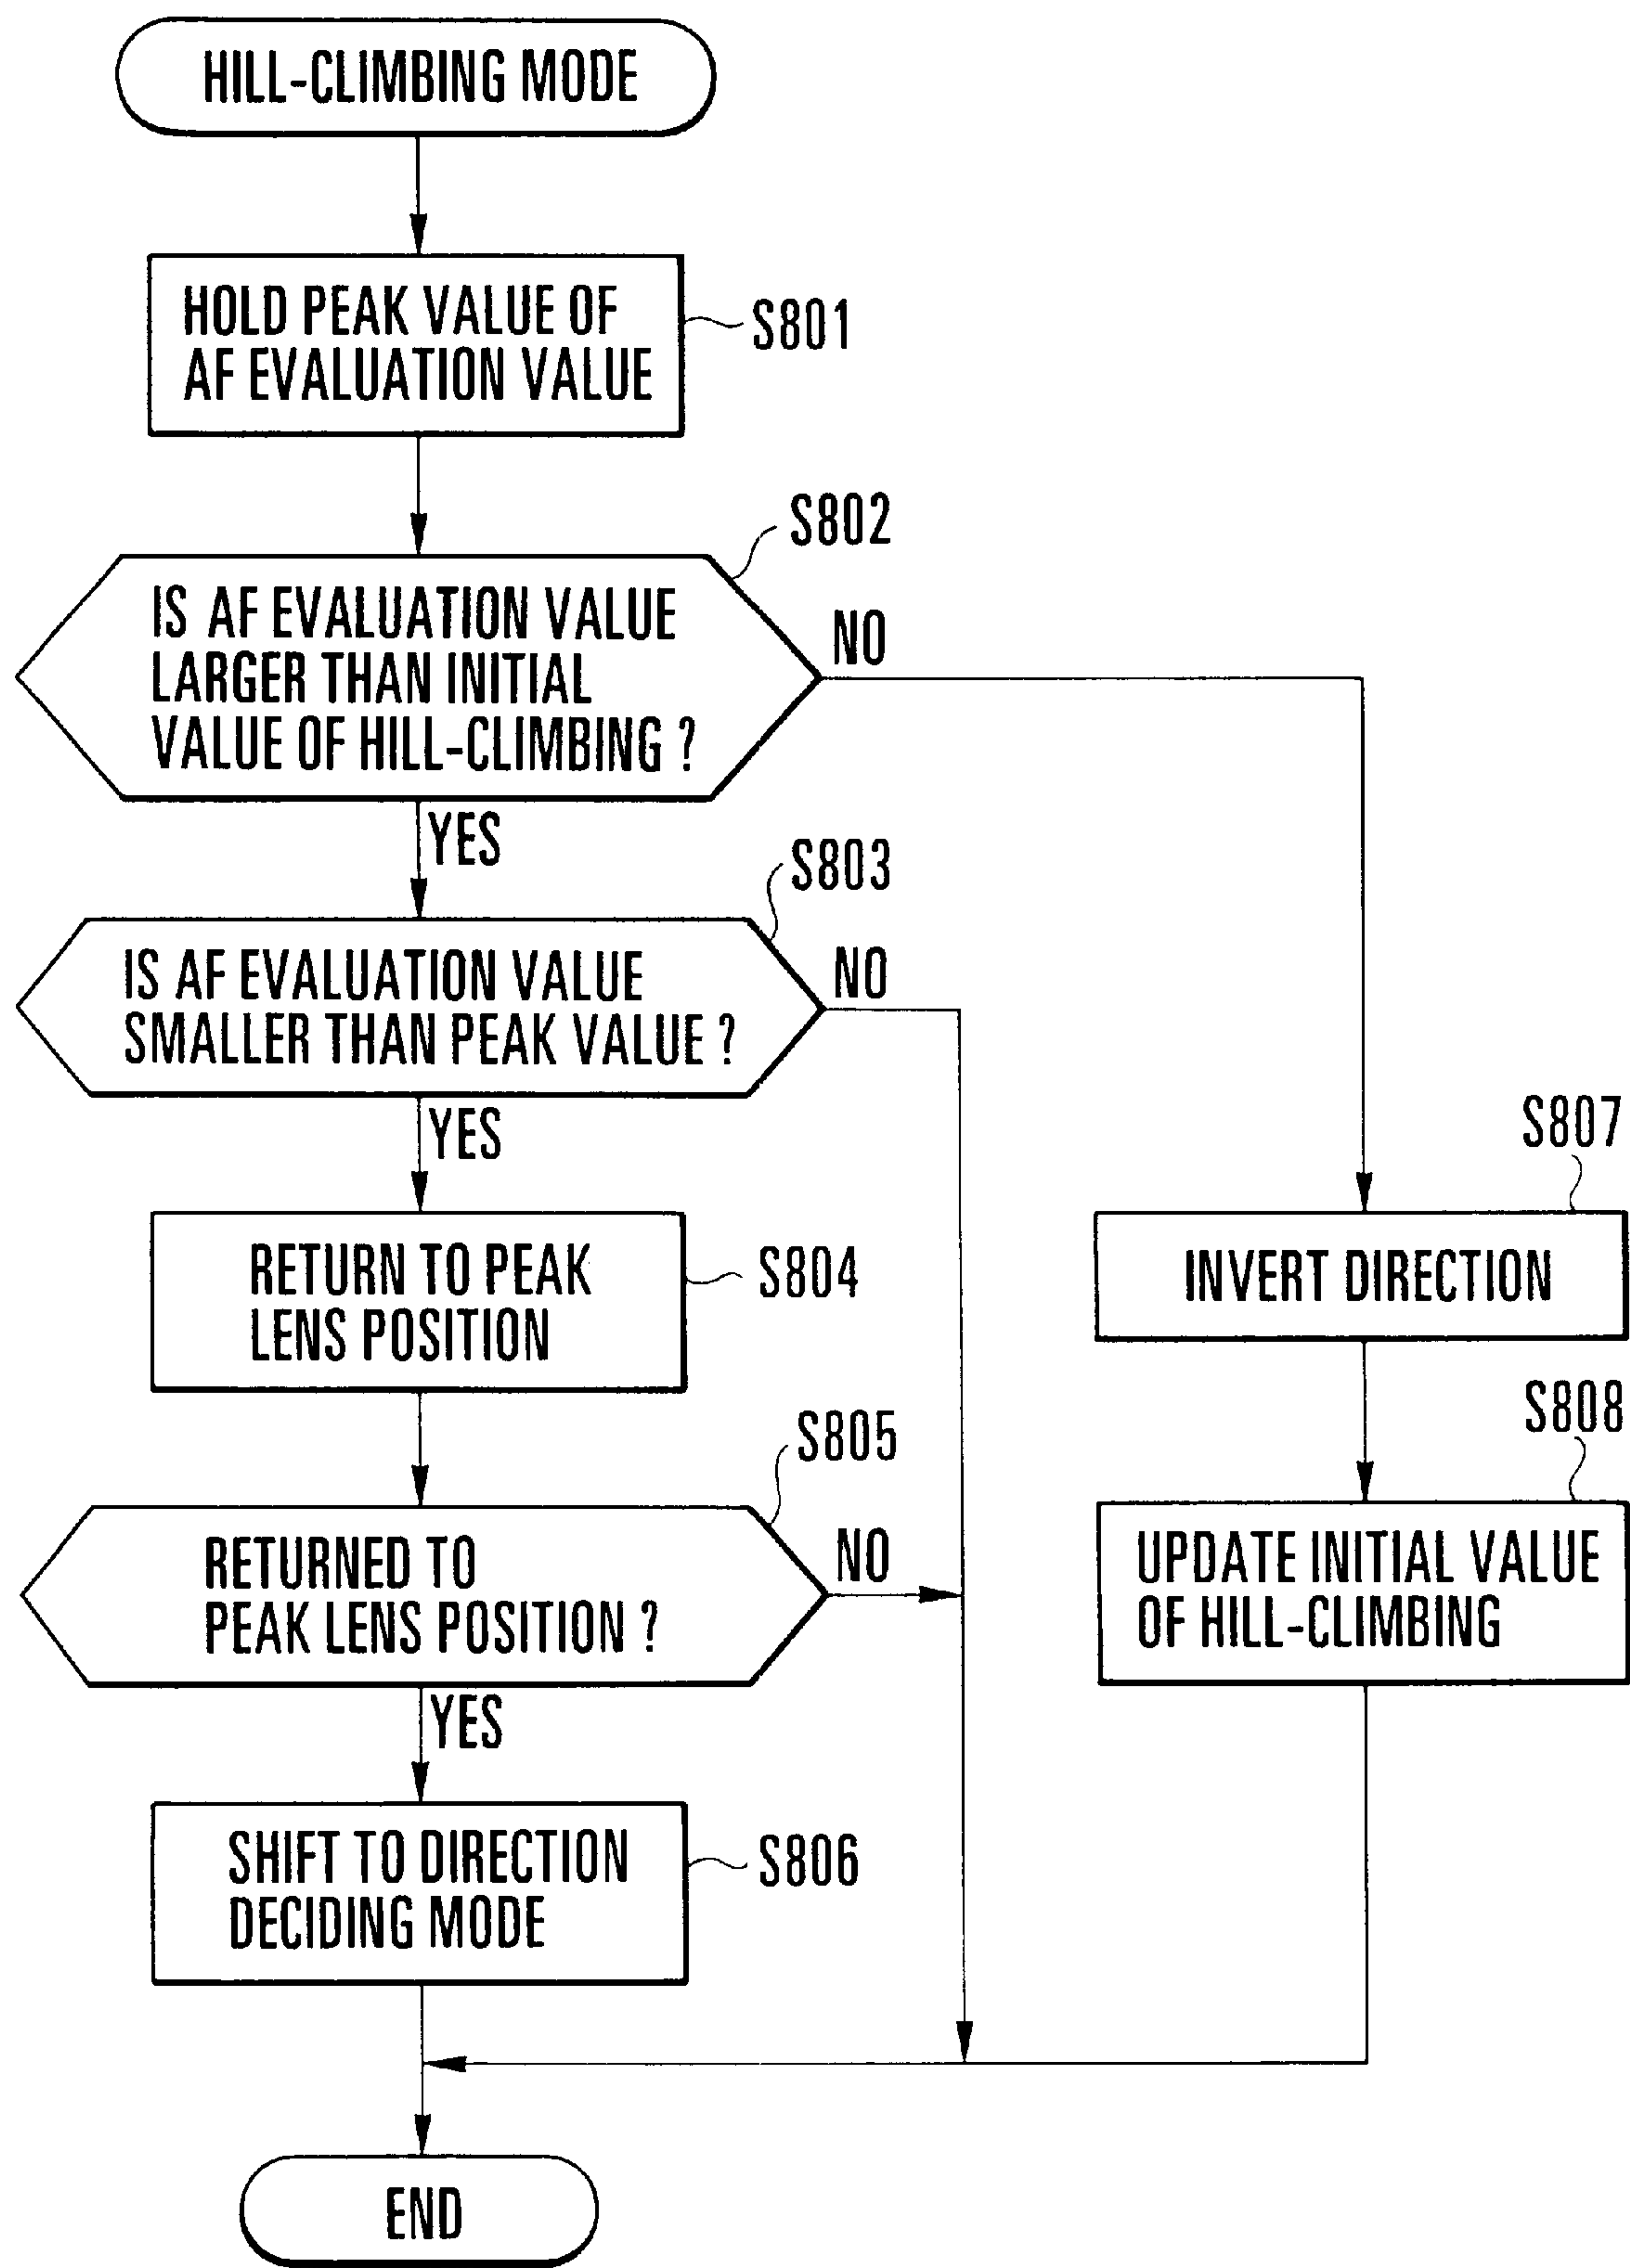 HILL-CLIMBING MODE
HOLD PEAK VALUE OF
AF EVALUATION VALUE
S801
S802
IS AF EVALUATION VALUE
LARGER THAN INITIAL
VALUE OF HILL-CLIMBING ?
NO
YES
S803
IS AF EVALUATION VALUE
SMALLER THAN PEAK VALUE ?
NO
YES
S807
INVERT DIRECTION
RETURN TO PEAK
LENS POSITION
S804
S808
UPDATE INITIAL VALUE
OF HILL-CLIMBING
S805
RETURNED TO
PEAK LENS POSITION ?
NO
YES
SHIFT TO DIRECTION
DECIDING MODE
S806
END